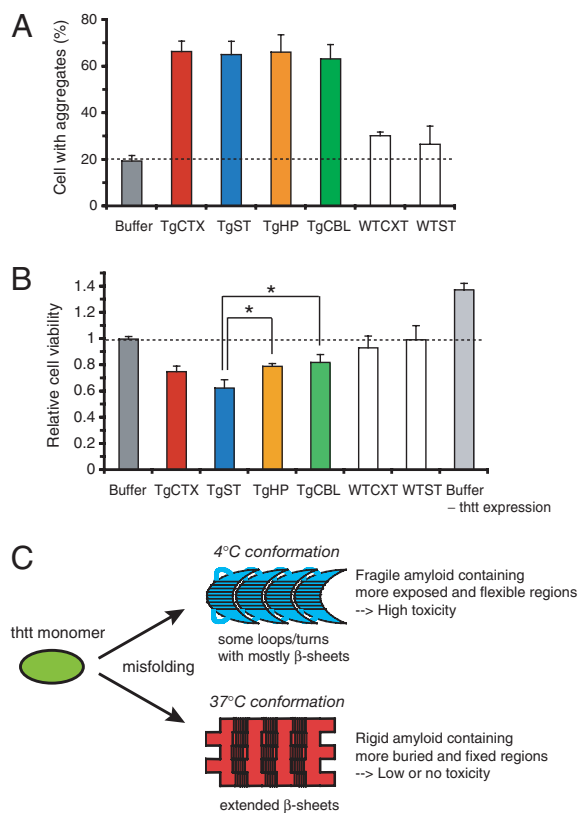 A
Cell with aggregates (%)
80
60
40
20
0
Buffer TgCTX TgST TgHP TgCBL WTCXT WTST
B
Relative cell viability
1.4
1.2
1
0.8
0.6
0.4
0.2
0
*
*
Buffer TgCTX TgST TgHP TgCBL WTCXT WTST Buffer
– thtt expression
C
4°C conformation
thtt monomer
misfolding
some loops/turns
with mostly β-sheets
Fragile amyloid containing
more exposed and flexible regions
--> High toxicity
37°C conformation
extended β-sheets
Rigid amyloid containing
more buried and fixed regions
--> Low or no toxicity